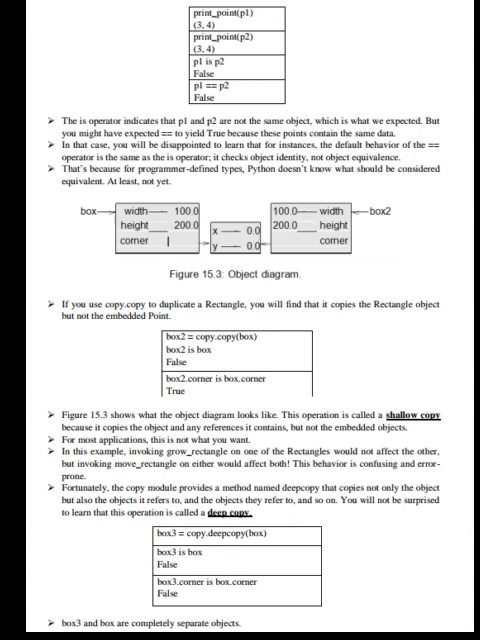 print_point(p1)
(3, 4)
print_point(p2)
(3, 4)
p1 is p2
False
p1 == p2
False
➢ The is operator indicates that p1 and p2 are not the same object, which is what we expected. But
you might have expected == to yield True because these points contain the same data.
➢ In that case, you will be disappointed to learn that for instances, the default behavior of the ==
operator is the same as the is operator; it checks object identity, not object equivalence.
➢ That's because for programmer-defined types, Python doesn't know what should be considered
equivalent. At least, not yet.
box width 100.0 100.0 width box2
height 200.0 x 0.0 200.0 height
corner y 0.0 corner
Figure 15.3: Object diagram.
➢ If you use copy.copy to duplicate a Rectangle, you will find that it copies the Rectangle object
but not the embedded Point.
box2 = copy.copy(box)
box2 is box
False
box2.corner is box.corner
True
➢ Figure 15.3 shows what the object diagram looks like. This operation is called a shallow copy
because it copies the object and any references it contains, but not the embedded objects.
➢ For most applications, this is not what you want.
➢ In this example, invoking grow_rectangle on one of the Rectangles would not affect the other,
but invoking move_rectangle on either would affect both! This behavior is confusing and error-
prone.
➢ Fortunately, the copy module provides a method named deepcopy that copies not only the object
but also the objects it refers to, and the objects they refer to, and so on. You will not be surprised
to learn that this operation is called a deep copy.
box3 = copy.deepcopy(box)
box3 is box
False
box3.corner is box.corner
False
➢ box3 and box are completely separate objects.